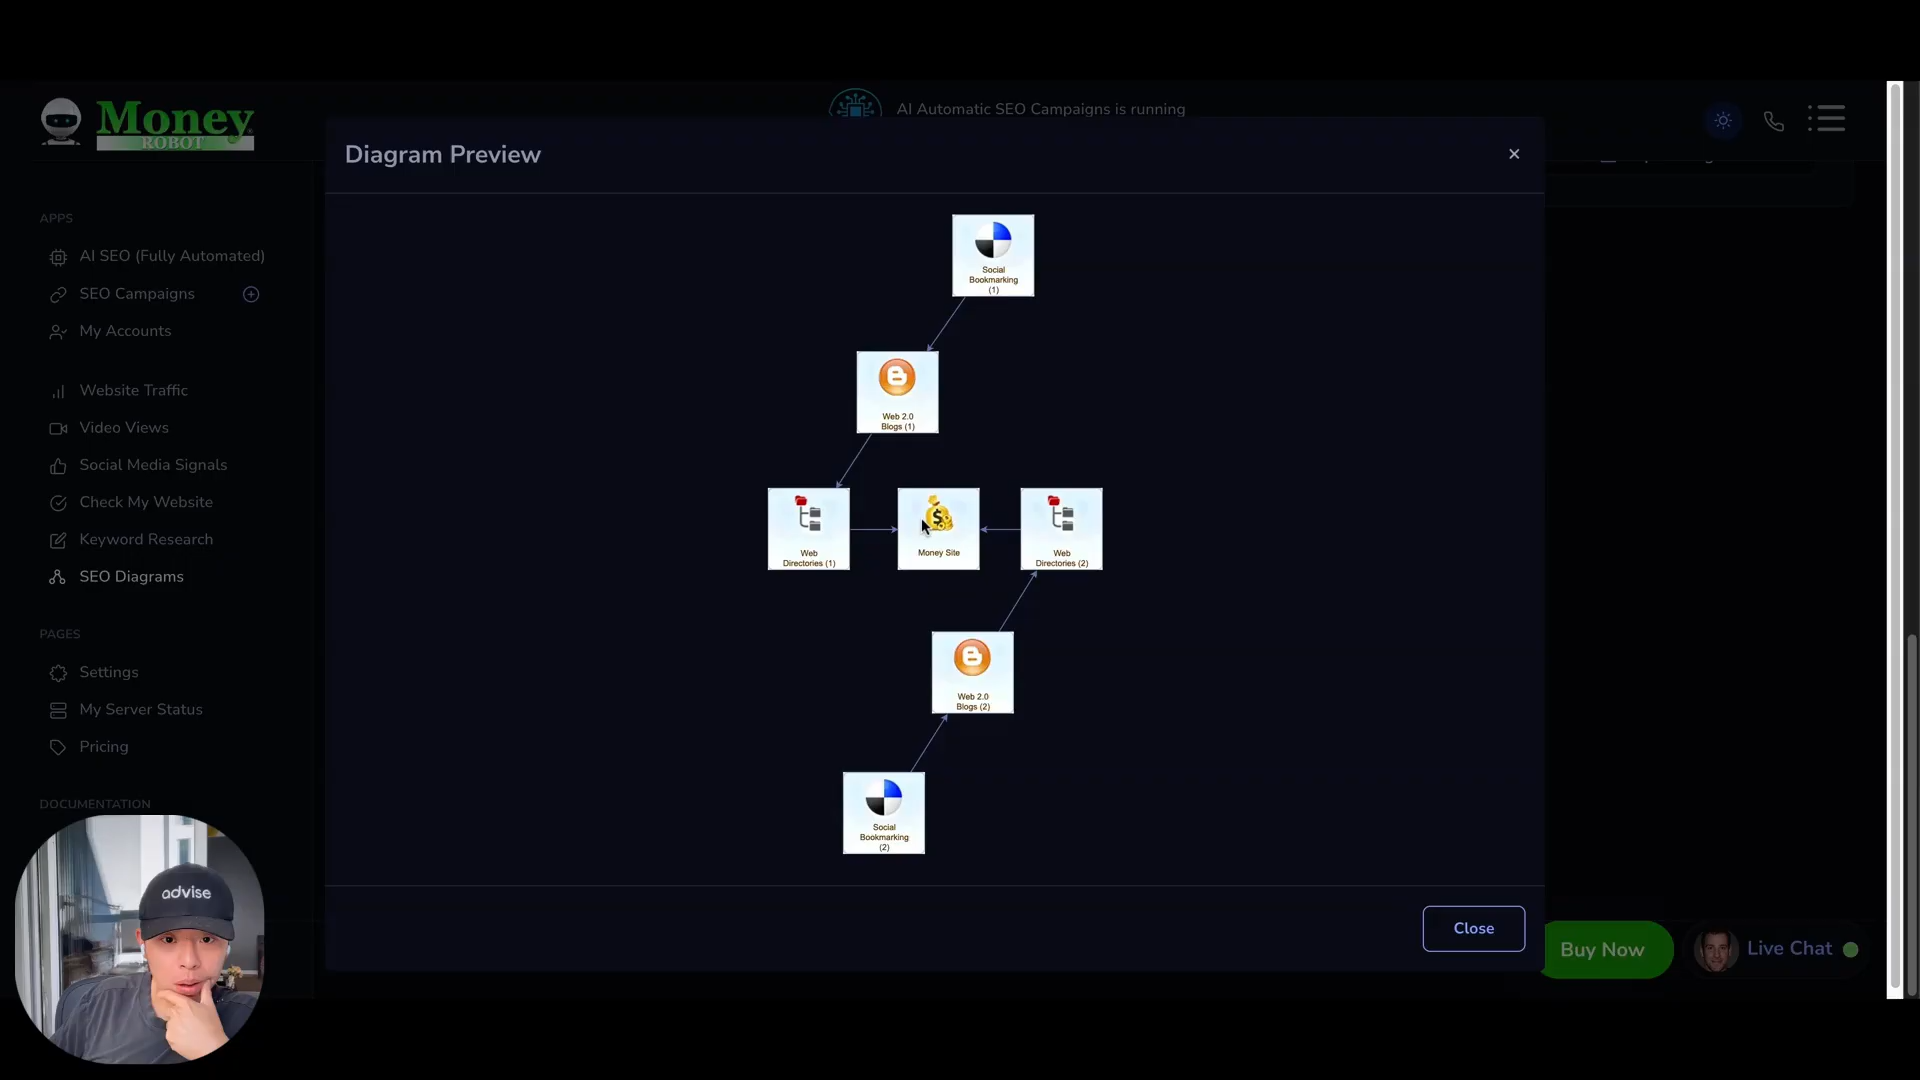 Money
ROBOT
AI Automatic SEO Campaigns is running
Diagram Preview
×
APPS
AI SEO (Fully Automated)
SEO Campaigns
My Accounts
Website Traffic
Video Views
Social Media Signals
Check My Website
Keyword Research
SEO Diagrams
PAGES
Settings
My Server Status
Pricing
DOCUMENTATION
Social
Bookmarking
(1)
Web 2.0
Blogs (1)
Web
Directories (1)
$
Money Site
Web
Directories (2)
Web 2.0
Blogs (2)
Social
Bookmarking
(2)
advise
Close
Buy Now
Live Chat